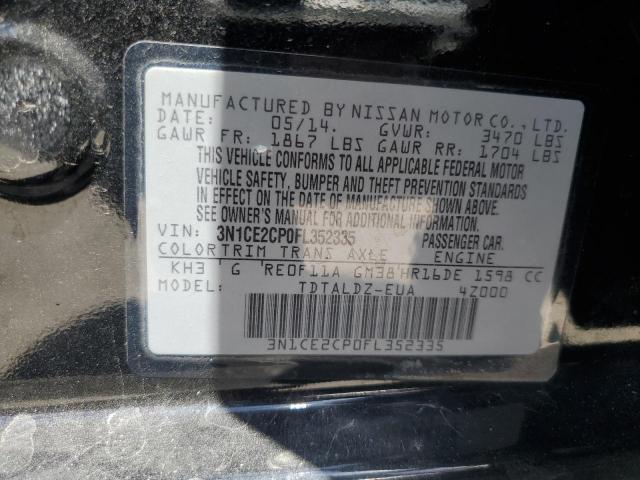 MANUFACTURED BY NISSAN MOTOR CO., LTD.
DATE: 05/14. GVWR: 3470 LBS
GAWR FR: 1867 LBS GAWR RR: 1704 LBS
THIS VEHICLE CONFORMS TO ALL APPLICABLE FEDERAL MOTOR
VEHICLE SAFETY, BUMPER AND THEFT PREVENTION STANDARDS
IN EFFECT ON THE DATE OF MANUFACTURE SHOWN ABOVE.
SEE OWNER'S MANUAL FOR ADDITIONAL INFORMATION.
VIN: 3N1CE2CP0FL352335 PASSENGER CAR.
COLORTRIM TRANS AXLE ENGINE
KH3 G RE0F11A GM38 HR16DE 1598 CC
MODEL: TDTALDZ-EUA 4Z000
3N1CE2CP0FL352335